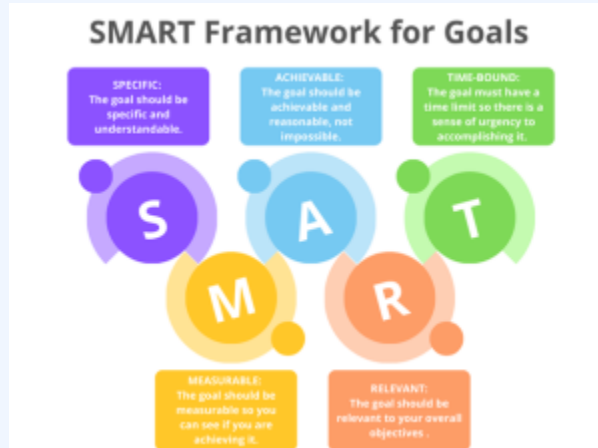 SMART Framework for Goals
SPECIFIC:
The goal should be
specific and
understandable.
ACHIEVABLE:
The goal should be
achievable and
reasonable, not
impossible.
TIME-BOUND:
The goal must have a
time limit so there is a
sense of urgency to
accomplishing it.
S
A
T
M
R
MEASURABLE:
The goal should be
measurable so you
can see if you are
achieving it.
RELEVANT:
The goal should be
relevant to your overall
objectives .